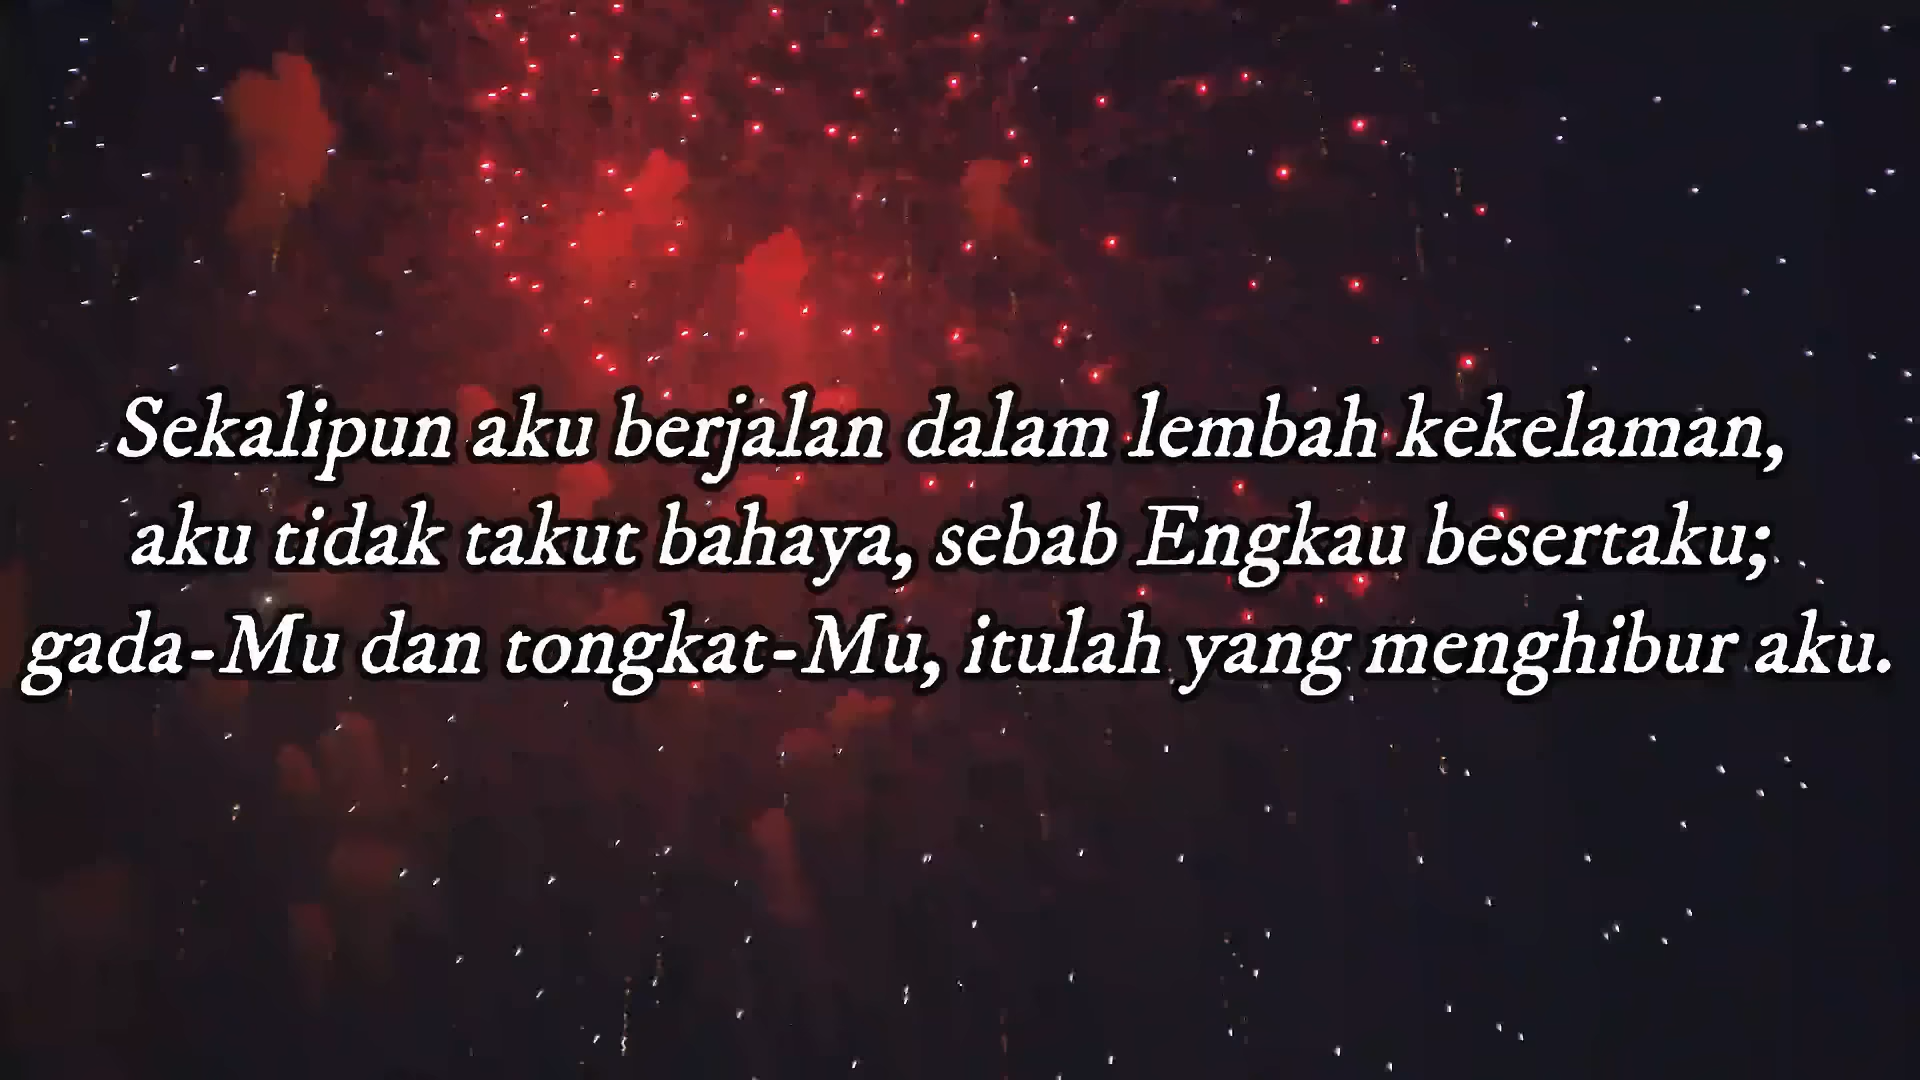 Sekalipun aku berjalan dalam lembah kekelaman,
aku tidak takut bahaya, sebab Engkau besertaku;
gada-Mu dan tongkat-Mu, itulah yang menghibur aku.